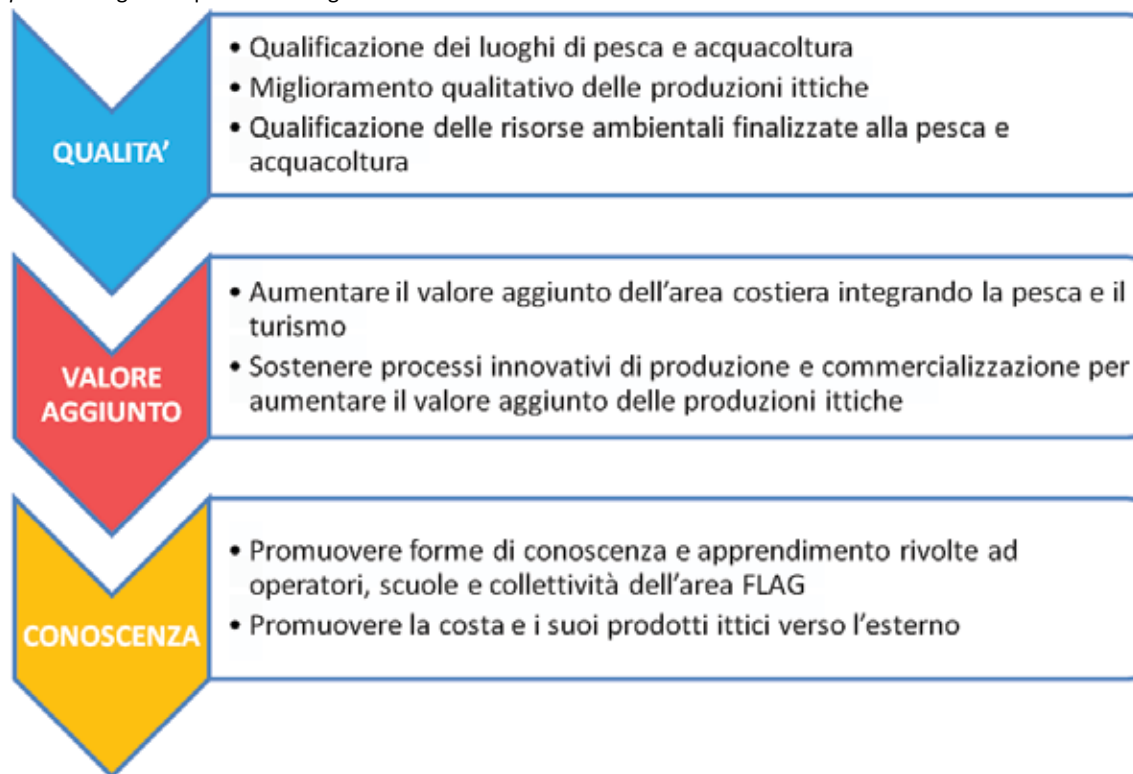 QUALITA'
• Qualificazione dei luoghi di pesca e acquacoltura
• Miglioramento qualitativo delle produzioni ittiche
• Qualificazione delle risorse ambientali finalizzate alla pesca e
acquacoltura
VALORE
AGGIUNTO
• Aumentare il valore aggiunto dell'area costiera integrando la pesca e il
turismo
• Sostenere processi innovativi di produzione e commercializzazione per
aumentare il valore aggiunto delle produzioni ittiche
CONOSCENZA
• Promuovere forme di conoscenza e apprendimento rivolte ad
operatori, scuole e collettività dell'area FLAG
• Promuovere la costa e i suoi prodotti ittici verso l'esterno